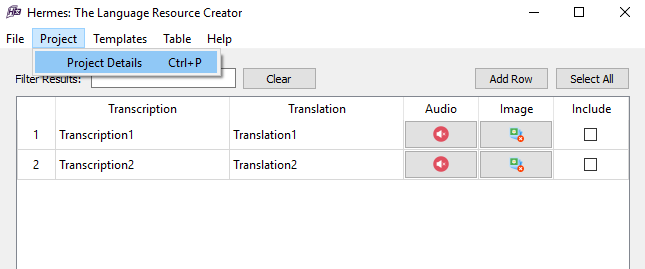 Hermes: The Language Resource Creator
File Project Templates Table Help
Project Details Ctrl+P
Filter Results: Clear Add Row Select All
Transcription Translation Audio Image Include
1 Transcription1 Translation1
2 Transcription2 Translation2